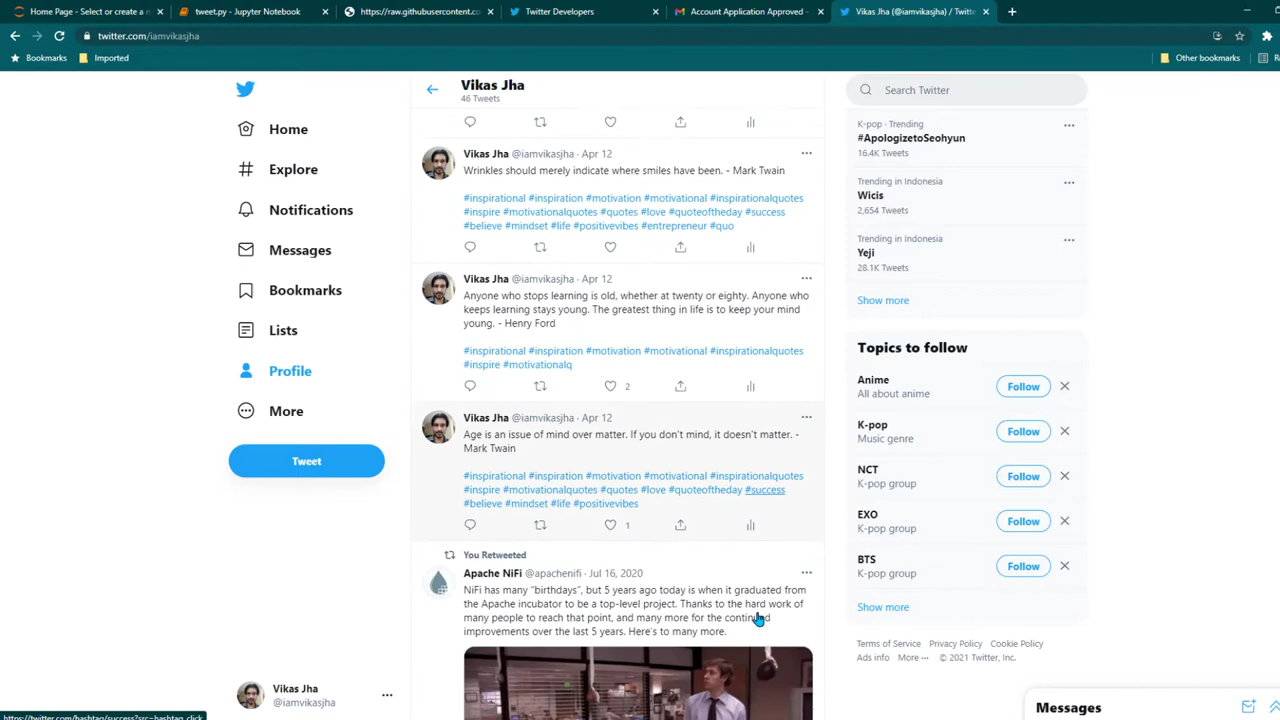 Home Page - Select or create a n
tweet.py - Jupyter Notebook
https://raw.githubusercontent.co
Twitter Developers
Account Application Approved -
Vikas Jha (@iamvikasjha) / Twitte
twitter.com/iamvikasjha
Bookmarks
Imported
Other bookmarks
Home
Explore
Notifications
Messages
Bookmarks
Lists
Profile
More
Tweet
Vikas Jha
@iamvikasjha
Vikas Jha
46 Tweets
Vikas Jha @iamvikasjha · Apr 12
Wrinkles should merely indicate where smiles have been. - Mark Twain
#inspirational #inspiration #motivation #motivational #inspirationalquotes
#inspire #motivationalquotes #quotes #love #quoteoftheday #success
#believe #mindset #life #positivevibes #entrepreneur #quo
Vikas Jha @iamvikasjha · Apr 12
Anyone who stops learning is old, whether at twenty or eighty. Anyone who
keeps learning stays young. The greatest thing in life is to keep your mind
young. - Henry Ford
#inspirational #inspiration #motivation #motivational #inspirationalquotes
#inspire #motivationalq
2
Vikas Jha @iamvikasjha · Apr 12
Age is an issue of mind over matter. If you don't mind, it doesn't matter. -
Mark Twain
#inspirational #inspiration #motivation #motivational #inspirationalquotes
#inspire #motivationalquotes #quotes #love #quoteoftheday #success
#believe #mindset #life #positivevibes
1
You Retweeted
Apache NiFi @apachenifi · Jul 16, 2020
NiFi has many "birthdays", but 5 years ago today is when it graduated from
the Apache incubator to be a top-level project. Thanks to the hard work of
many people to reach that point, and many more for the continued
improvements over the last 5 years. Here's to many more.
Search Twitter
K-pop · Trending
#ApologizetoSeohyun
16.4K Tweets
Trending in Indonesia
Wicis
2,654 Tweets
Trending in Indonesia
Yeji
28.1K Tweets
Show more
Topics to follow
Anime
All about anime
Follow
K-pop
Music genre
Follow
NCT
K-pop group
Follow
EXO
K-pop group
Follow
BTS
K-pop group
Follow
Show more
Terms of Service Privacy Policy Cookie Policy
Ads info More ··· © 2021 Twitter, Inc.
Messages
https://twitter.com/hashtag/success?src=hashtag_click